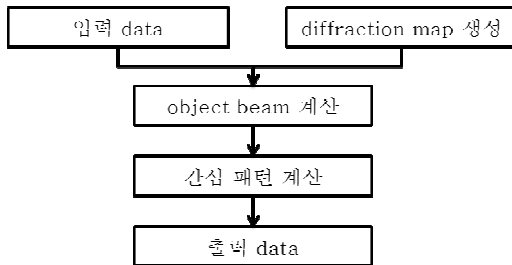 입력 data
diffraction map 생성
object beam 계산
간섭 패턴 계산
출력 data